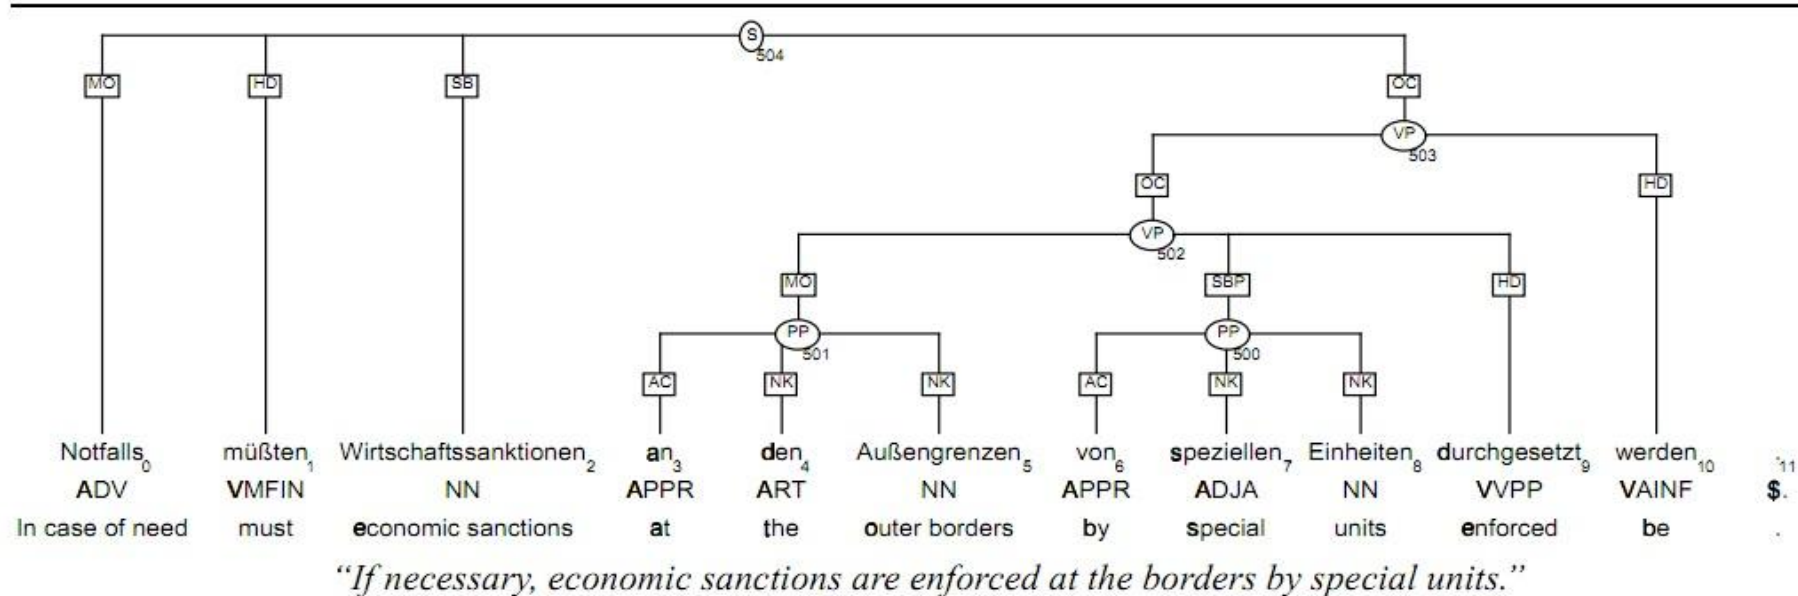 S 504
MO HD SB OC
VP 503
OC HD
VP 502
MO SBP HD
PP 501 PP 500
AC NK NK AC NK NK
Notfalls0 müßten1 Wirtschaftssanktionen2 an3 den4 Außengrenzen5 von6 speziellen7 Einheiten8 durchgesetzt9 werden10 .11
ADV VMFIN NN APPR ART NN APPR ADJA NN VVPP VAINF $.
In case of need must economic sanctions at the outer borders by special units enforced be .
“If necessary, economic sanctions are enforced at the borders by special units.”